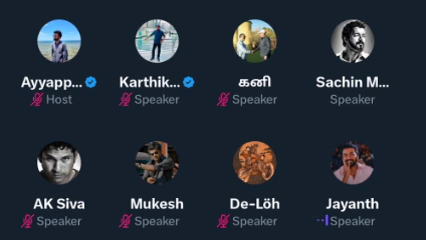 Ayyapp... Karthik... கனி Sachin M...
Host Speaker Speaker Speaker
AK Siva Mukesh De-Löh Jayanth
Speaker Speaker Speaker Speaker